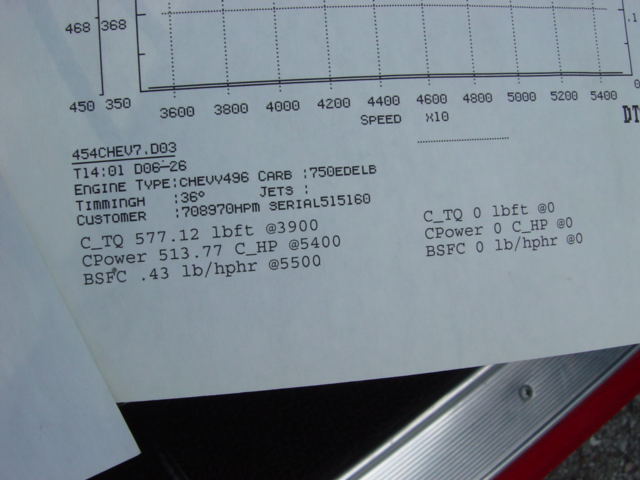 468 368
.1
450 350
0
3600 3800 4000 4200 4400 4600 4800 5000 5200 5400
SPEED X10
454CHEV7.D03
T14:01 D06-26
ENGINE TYPE:CHEVY496 CARB :750EDELB
TIMMINGH :36° JETS :
CUSTOMER :708970HPM SERIAL515160
C_TQ 577.12 lbft @3900
CPower 513.77 C_HP @5400
BSFC .43 lb/hphr @5500
C_TQ 0 lbft @0
CPower 0 C_HP @0
BSFC 0 lb/hphr @0